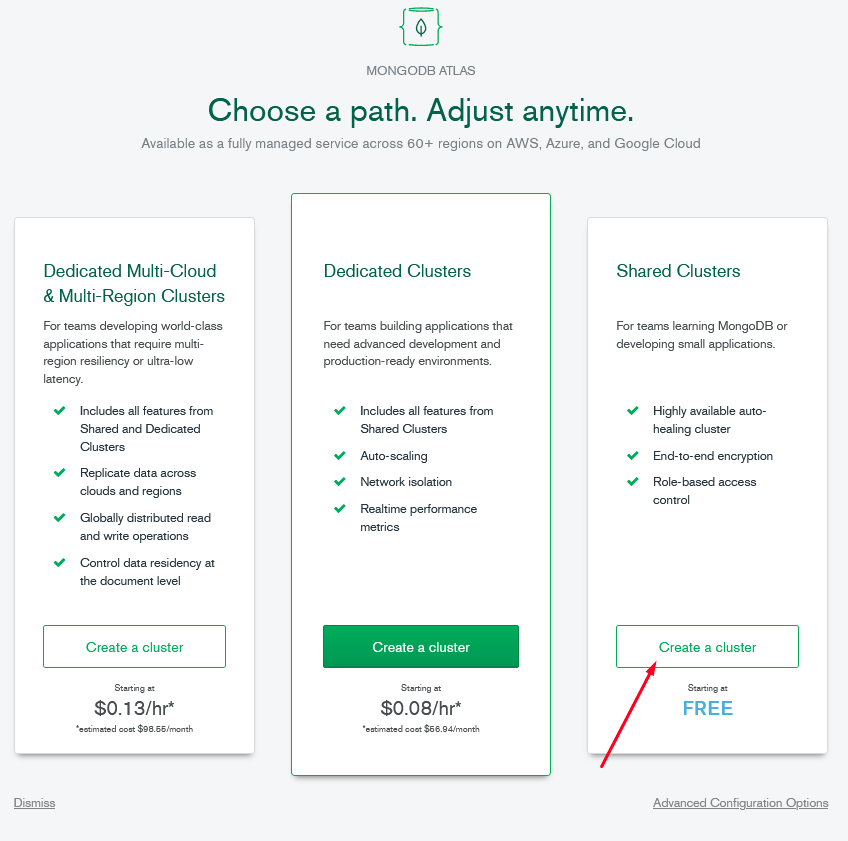 MONGODB ATLAS
Choose a path. Adjust anytime.
Available as a fully managed service across 60+ regions on AWS, Azure, and Google Cloud
Dedicated Multi-Cloud
& Multi-Region Clusters
For teams developing world-class
applications that require multi-
region resiliency or ultra-low
latency.
Includes all features from
Shared and Dedicated
Clusters
Replicate data across
clouds and regions
Globally distributed read
and write operations
Control data residency at
the document level
Create a cluster
Starting at
$0.13/hr*
*estimated cost $98.55/month
Dedicated Clusters
For teams building applications that
need advanced development and
production-ready environments.
Includes all features from
Shared Clusters
Auto-scaling
Network isolation
Realtime performance
metrics
Create a cluster
Starting at
$0.08/hr*
*estimated cost $56.94/month
Shared Clusters
For teams learning MongoDB or
developing small applications.
Highly available auto-
healing cluster
End-to-end encryption
Role-based access
control
Create a cluster
Starting at
FREE
Dismiss
Advanced Configuration Options